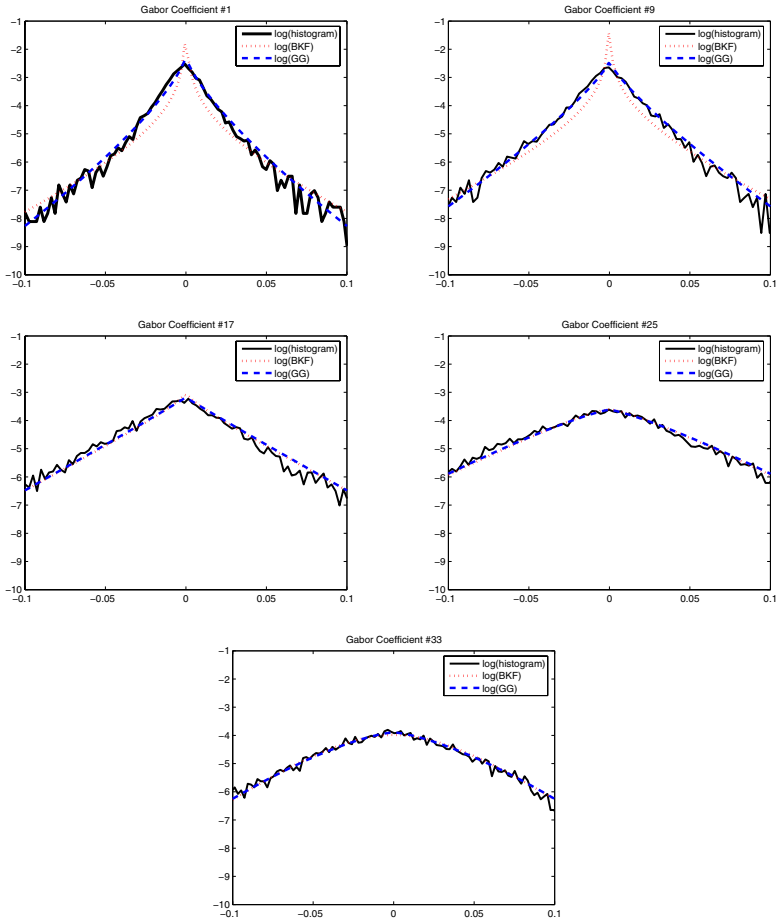 Gabor Coefficient #1
log(histogram)
log(BKF)
log(GG)
−1
−2
−3
−4
−5
−6
−7
−8
−9
−10
−0.1 −0.05 0 0.05 0.1
Gabor Coefficient #9
log(histogram)
log(BKF)
log(GG)
−1
−2
−3
−4
−5
−6
−7
−8
−9
−10
−0.1 −0.05 0 0.05 0.1
Gabor Coefficient #17
log(histogram)
log(BKF)
log(GG)
−1
−2
−3
−4
−5
−6
−7
−8
−9
−10
−0.1 −0.05 0 0.05 0.1
Gabor Coefficient #25
log(histogram)
log(BKF)
log(GG)
−1
−2
−3
−4
−5
−6
−7
−8
−9
−10
−0.1 −0.05 0 0.05 0.1
Gabor Coefficient #33
log(histogram)
log(BKF)
log(GG)
−1
−2
−3
−4
−5
−6
−7
−8
−9
−10
−0.1 −0.05 0 0.05 0.1